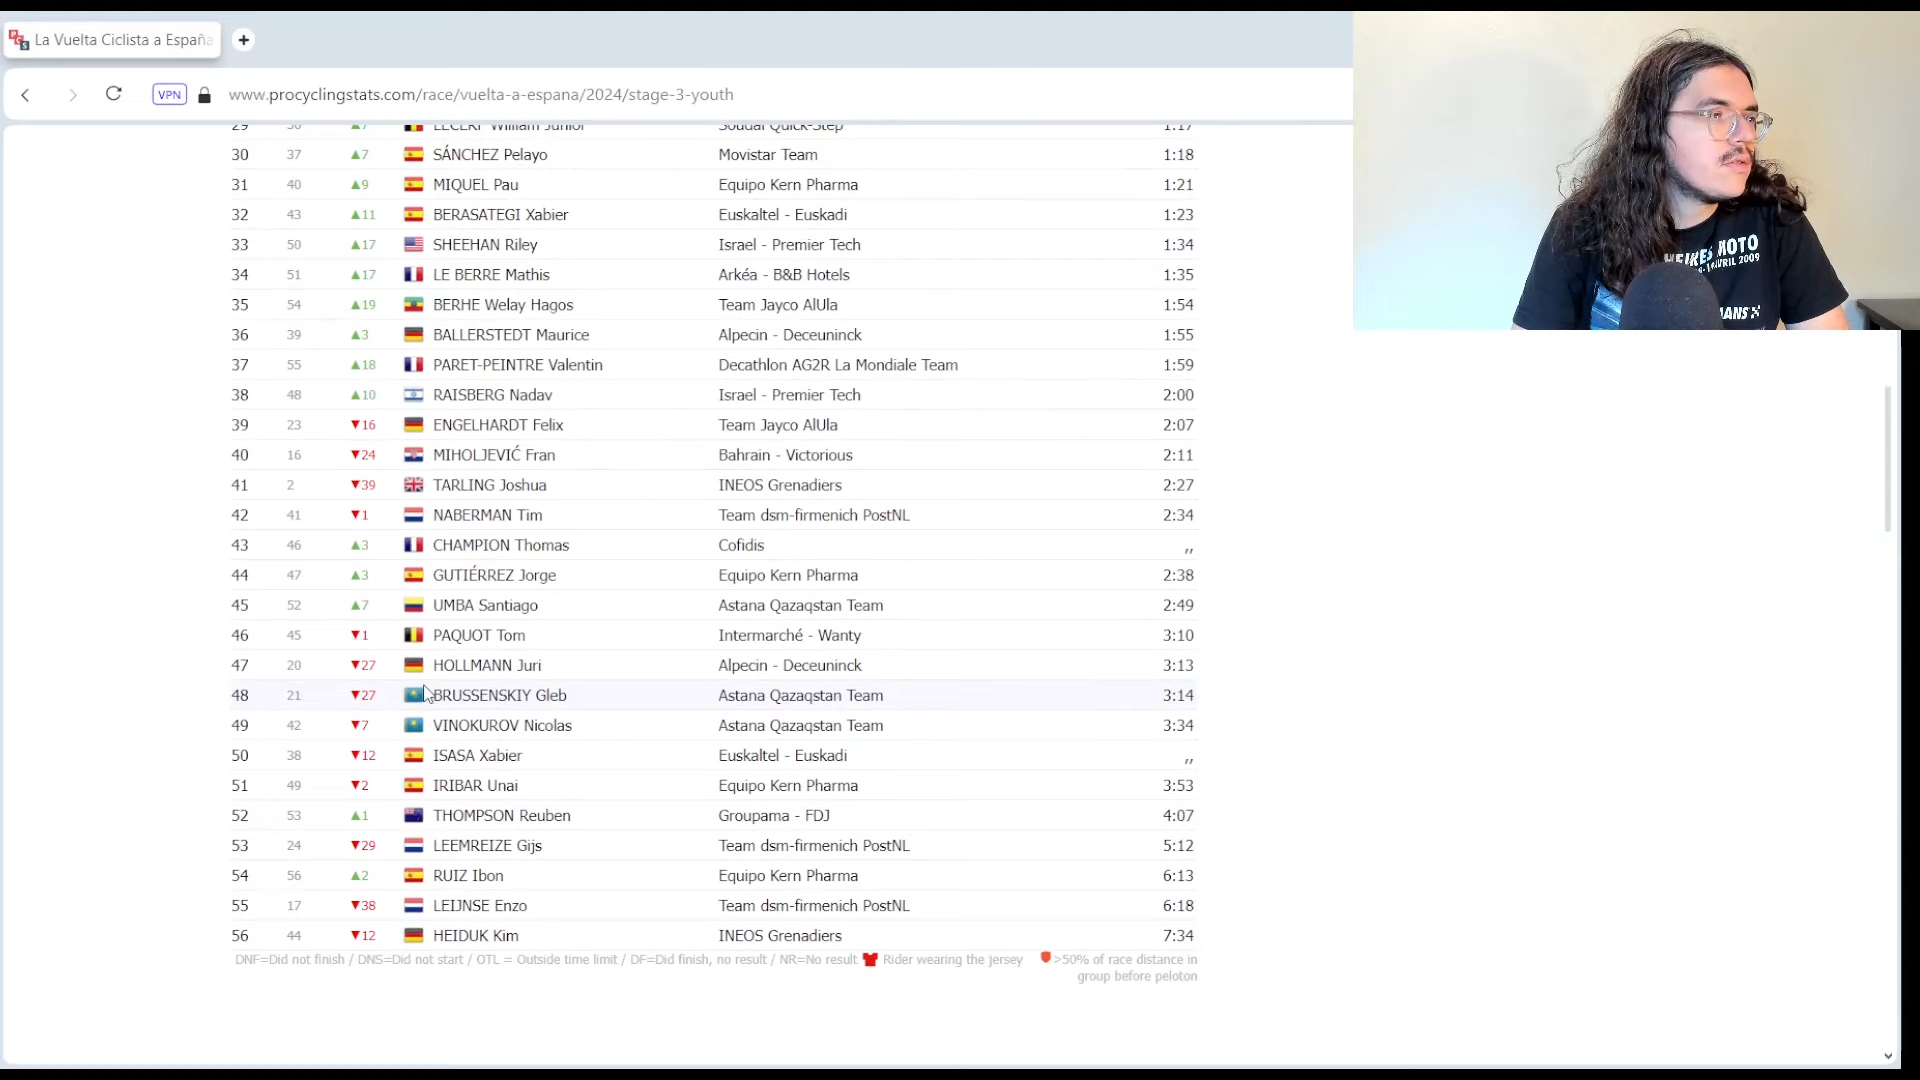 La Vuelta Ciclista a España
VPN www.procyclingstats.com/race/vuelta-a-espana/2024/stage-3-youth
29 36 ▲7 LECERF William Junior Soudal Quick-Step 1:17
30 37 ▲7 SÁNCHEZ Pelayo Movistar Team 1:18
31 40 ▲9 MIQUEL Pau Equipo Kern Pharma 1:21
32 43 ▲11 BERASATEGI Xabier Euskaltel - Euskadi 1:23
33 50 ▲17 SHEEHAN Riley Israel - Premier Tech 1:34
34 51 ▲17 LE BERRE Mathis Arkéa - B&B Hotels 1:35
35 54 ▲19 BERHE Welay Hagos Team Jayco AlUla 1:54
36 39 ▲3 BALLERSTEDT Maurice Alpecin - Deceuninck 1:55
37 55 ▲18 PARET-PEINTRE Valentin Decathlon AG2R La Mondiale Team 1:59
38 48 ▲10 RAISBERG Nadav Israel - Premier Tech 2:00
39 23 ▼16 ENGELHARDT Felix Team Jayco AlUla 2:07
40 16 ▼24 MIHOLJEVIĆ Fran Bahrain - Victorious 2:11
41 2 ▼39 TARLING Joshua INEOS Grenadiers 2:27
42 41 ▼1 NABERMAN Tim Team dsm-firmenich PostNL 2:34
43 46 ▲3 CHAMPION Thomas Cofidis ,,
44 47 ▲3 GUTIÉRREZ Jorge Equipo Kern Pharma 2:38
45 52 ▲7 UMBA Santiago Astana Qazaqstan Team 2:49
46 45 ▼1 PAQUOT Tom Intermarché - Wanty 3:10
47 20 ▼27 HOLLMANN Juri Alpecin - Deceuninck 3:13
48 21 ▼27 BRUSSENSKIY Gleb Astana Qazaqstan Team 3:14
49 42 ▼7 VINOKUROV Nicolas Astana Qazaqstan Team 3:34
50 38 ▼12 ISASA Xabier Euskaltel - Euskadi ,,
51 49 ▼2 IRIBAR Unai Equipo Kern Pharma 3:53
52 53 ▲1 THOMPSON Reuben Groupama - FDJ 4:07
53 24 ▼29 LEEMREIZE Gijs Team dsm-firmenich PostNL 5:12
54 56 ▲2 RUIZ Ibon Equipo Kern Pharma 6:13
55 17 ▼38 LEIJNSE Enzo Team dsm-firmenich PostNL 6:18
56 44 ▼12 HEIDUK Kim INEOS Grenadiers 7:34
DNF=Did not finish / DNS=Did not start / OTL = Outside time limit / DF=Did finish, no result / NR=No result Rider wearing the jersey >50% of race distance in
group before peloton
MOTO
AVRIL 2009